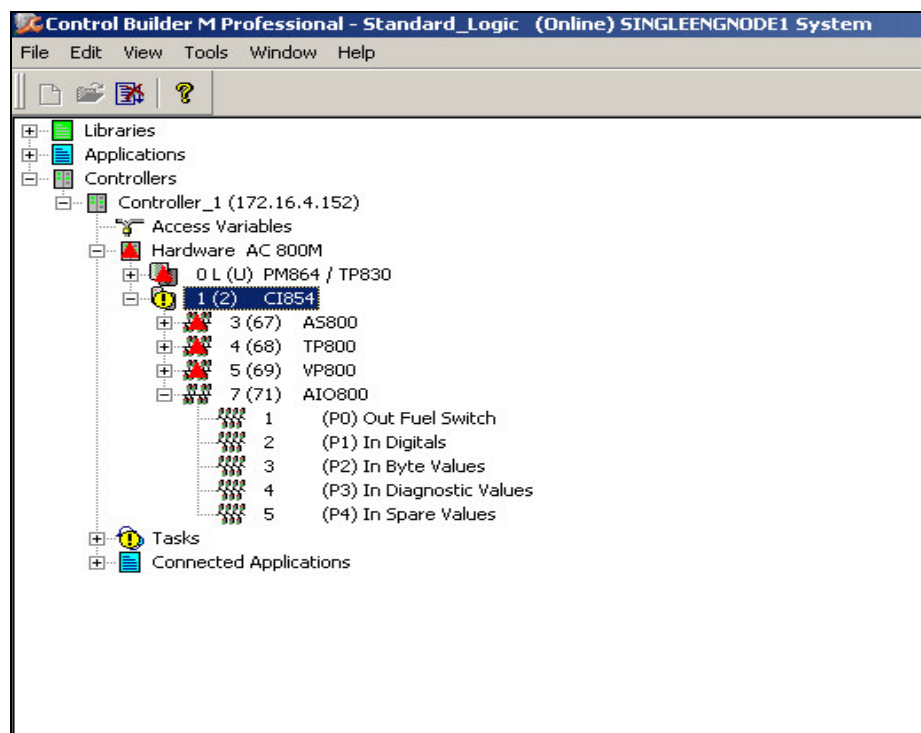 Control Builder M Professional - Standard_Logic (Online) SINGLEENGNODE1 System
File Edit View Tools Window Help
Libraries
Applications
Controllers
Controller_1 (172.16.4.152)
Access Variables
Hardware AC 800M
0 L (U) PM864 / TP830
1 (2) CI854
3 (67) AS800
4 (68) TP800
5 (69) VP800
7 (71) AIO800
1 (P0) Out Fuel Switch
2 (P1) In Digitals
3 (P2) In Byte Values
4 (P3) In Diagnostic Values
5 (P4) In Spare Values
Tasks
Connected Applications